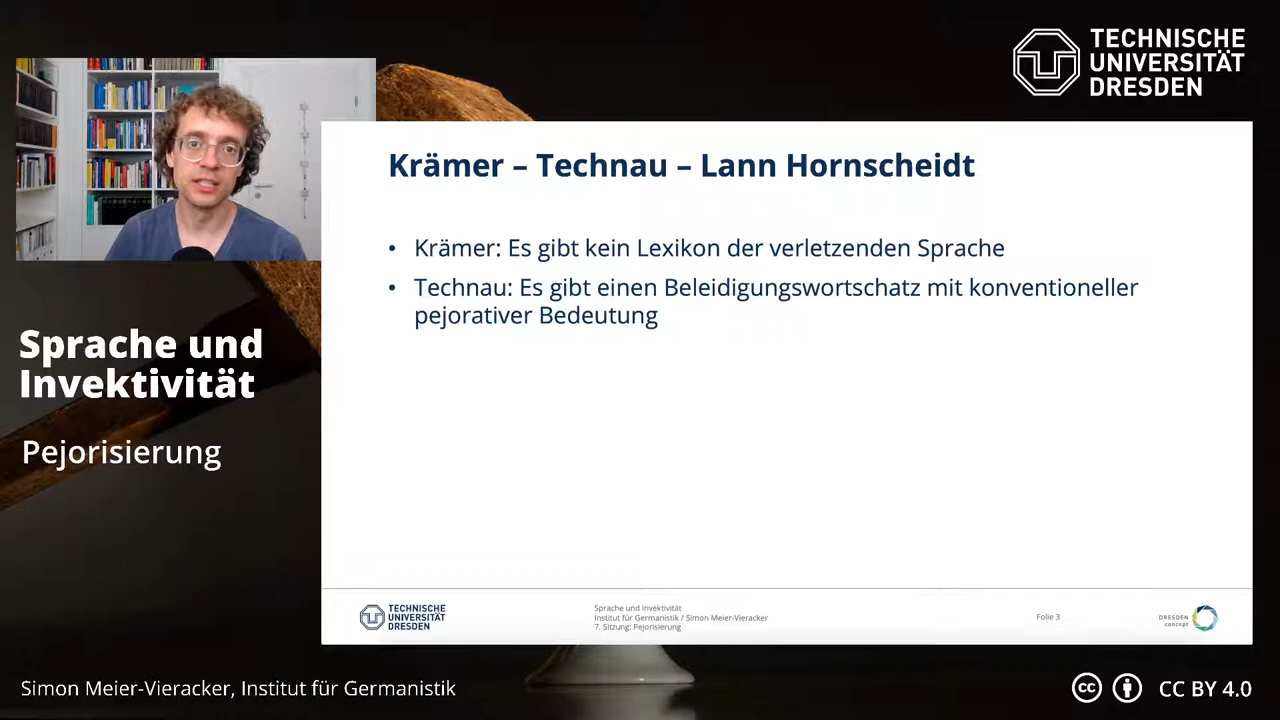 TECHNISCHE
UNIVERSITÄT
DRESDEN
Krämer – Technau – Lann Hornscheidt
• Krämer: Es gibt kein Lexikon der verletzenden Sprache
• Technau: Es gibt einen Beleidigungswortschatz mit konventioneller
pejorativer Bedeutung
Sprache und
Invektivität
Pejorisierung
TECHNISCHE
UNIVERSITÄT
DRESDEN
Sprache und Invektivität
Institut für Germanistik / Simon Meier-Vieracker
7. Sitzung: Pejorisierung
Folie 3
DRESDEN
concept
Simon Meier-Vieracker, Institut für Germanistik
cc
CC BY 4.0